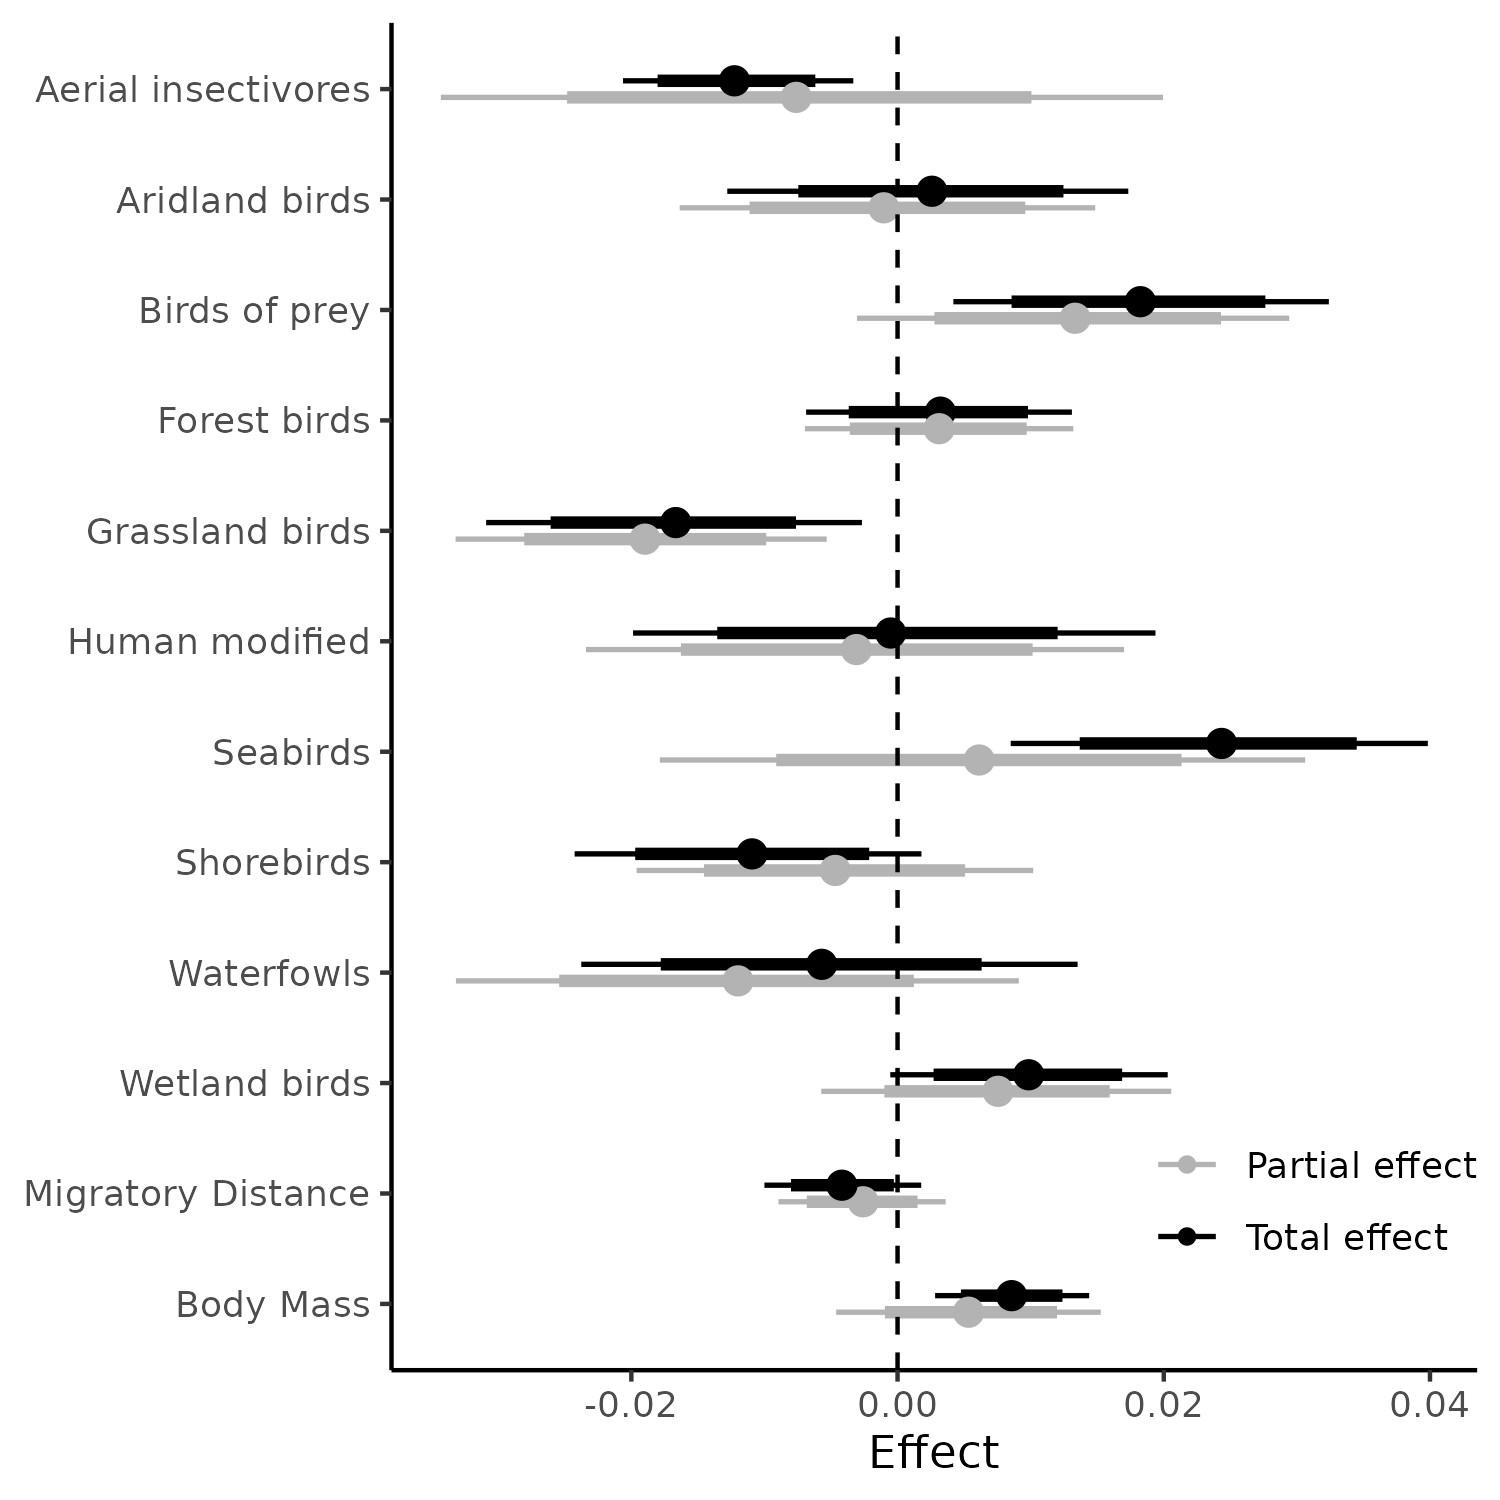 Aerial insectivores
Aridland birds
Birds of prey
Forest birds
Grassland birds
Human modified
Seabirds
Shorebirds
Waterfowls
Wetland birds
Migratory Distance
Body Mass
Partial effect
Total effect
-0.02 0.00 0.02 0.04
Effect